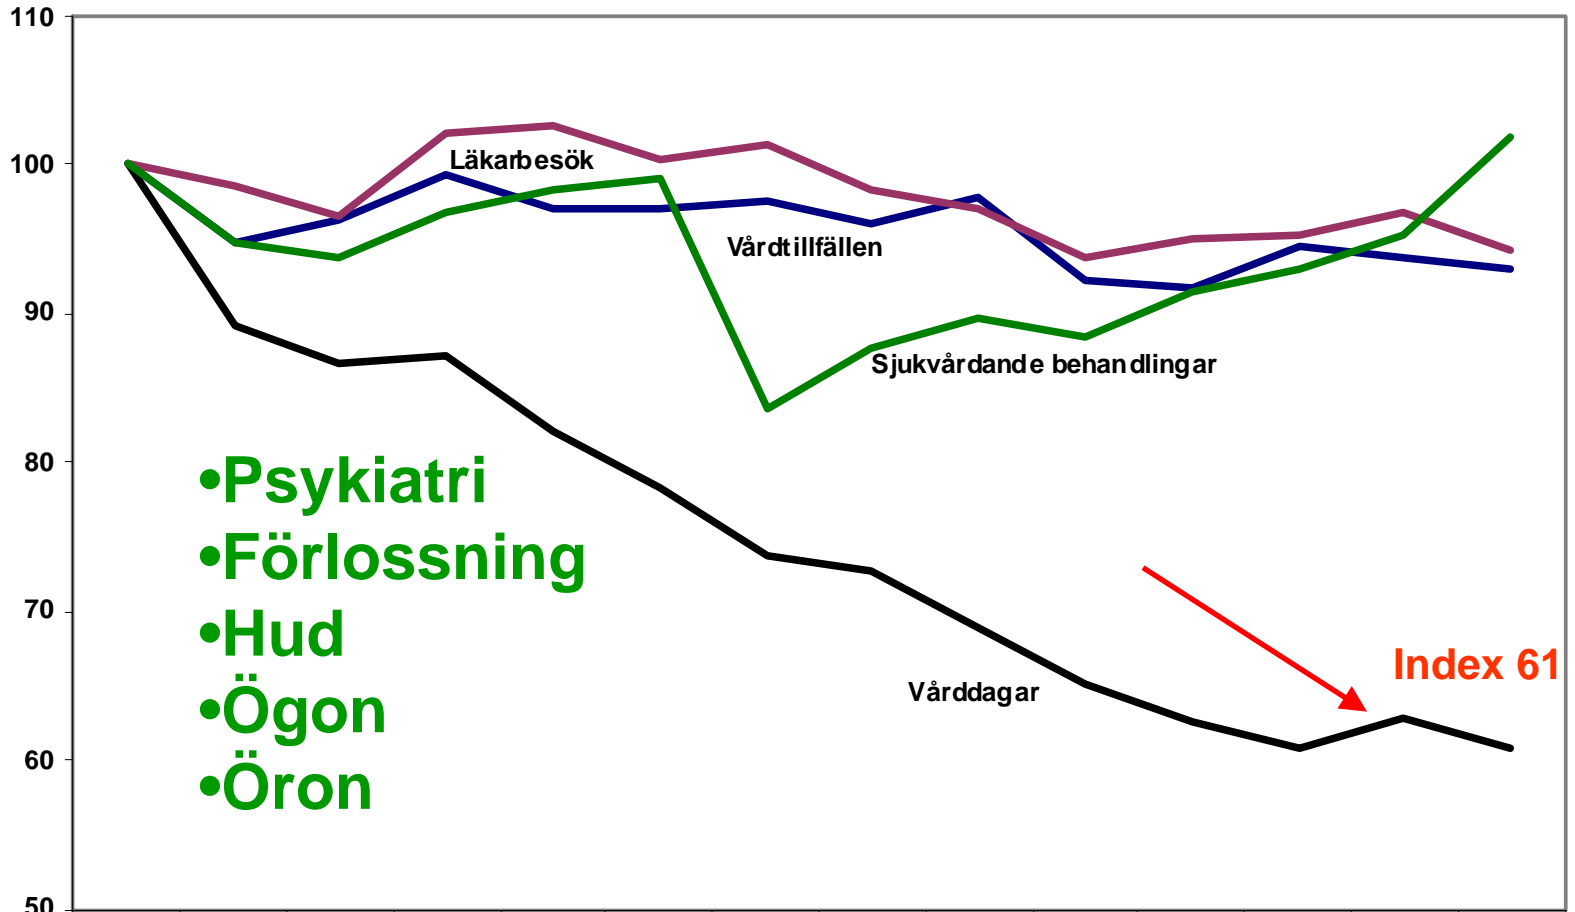 110
100
90
80
70
60
50
Läkarbesök
Vårdtillfällen
Sjukvårdande behandlingar
•Psykiatri
•Förlossning
•Hud
•Ögon
•Öron
Index 61
Vårddagar